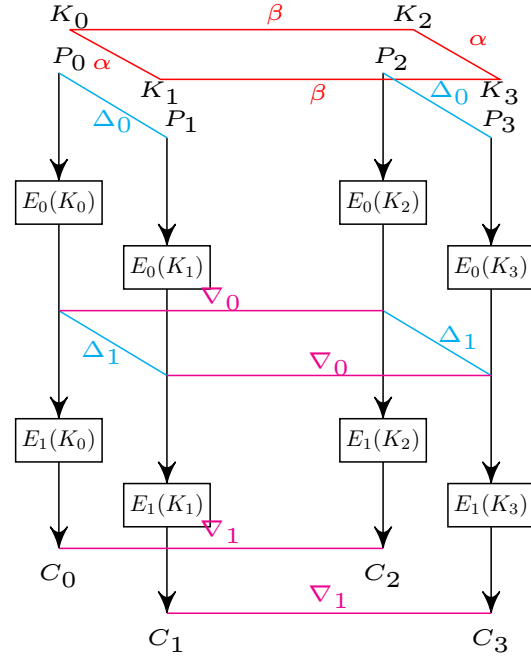 K₀ β K₂
α
P₀ α P₂
K₁ β K₃
Δ₀ Δ₀
P₁ P₃
E₀(K₀) E₀(K₂)
E₀(K₁) E₀(K₃)
∇₀
Δ₁ ∇₀ Δ₁
E₁(K₀) E₁(K₂)
E₁(K₁) E₁(K₃)
∇₁
C₀ C₂
∇₁
C₁ C₃